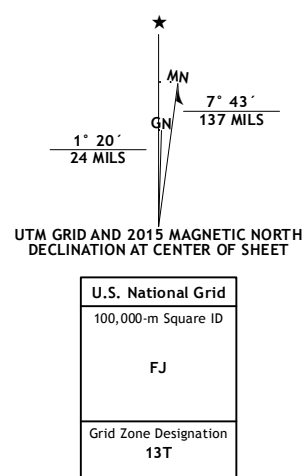 ★
MN
7° 43´
137 MILS
GN
1° 20´
24 MILS
UTM GRID AND 2015 MAGNETIC NORTH
DECLINATION AT CENTER OF SHEET
U.S. National Grid
100,000-m Square ID
FJ
Grid Zone Designation
13T